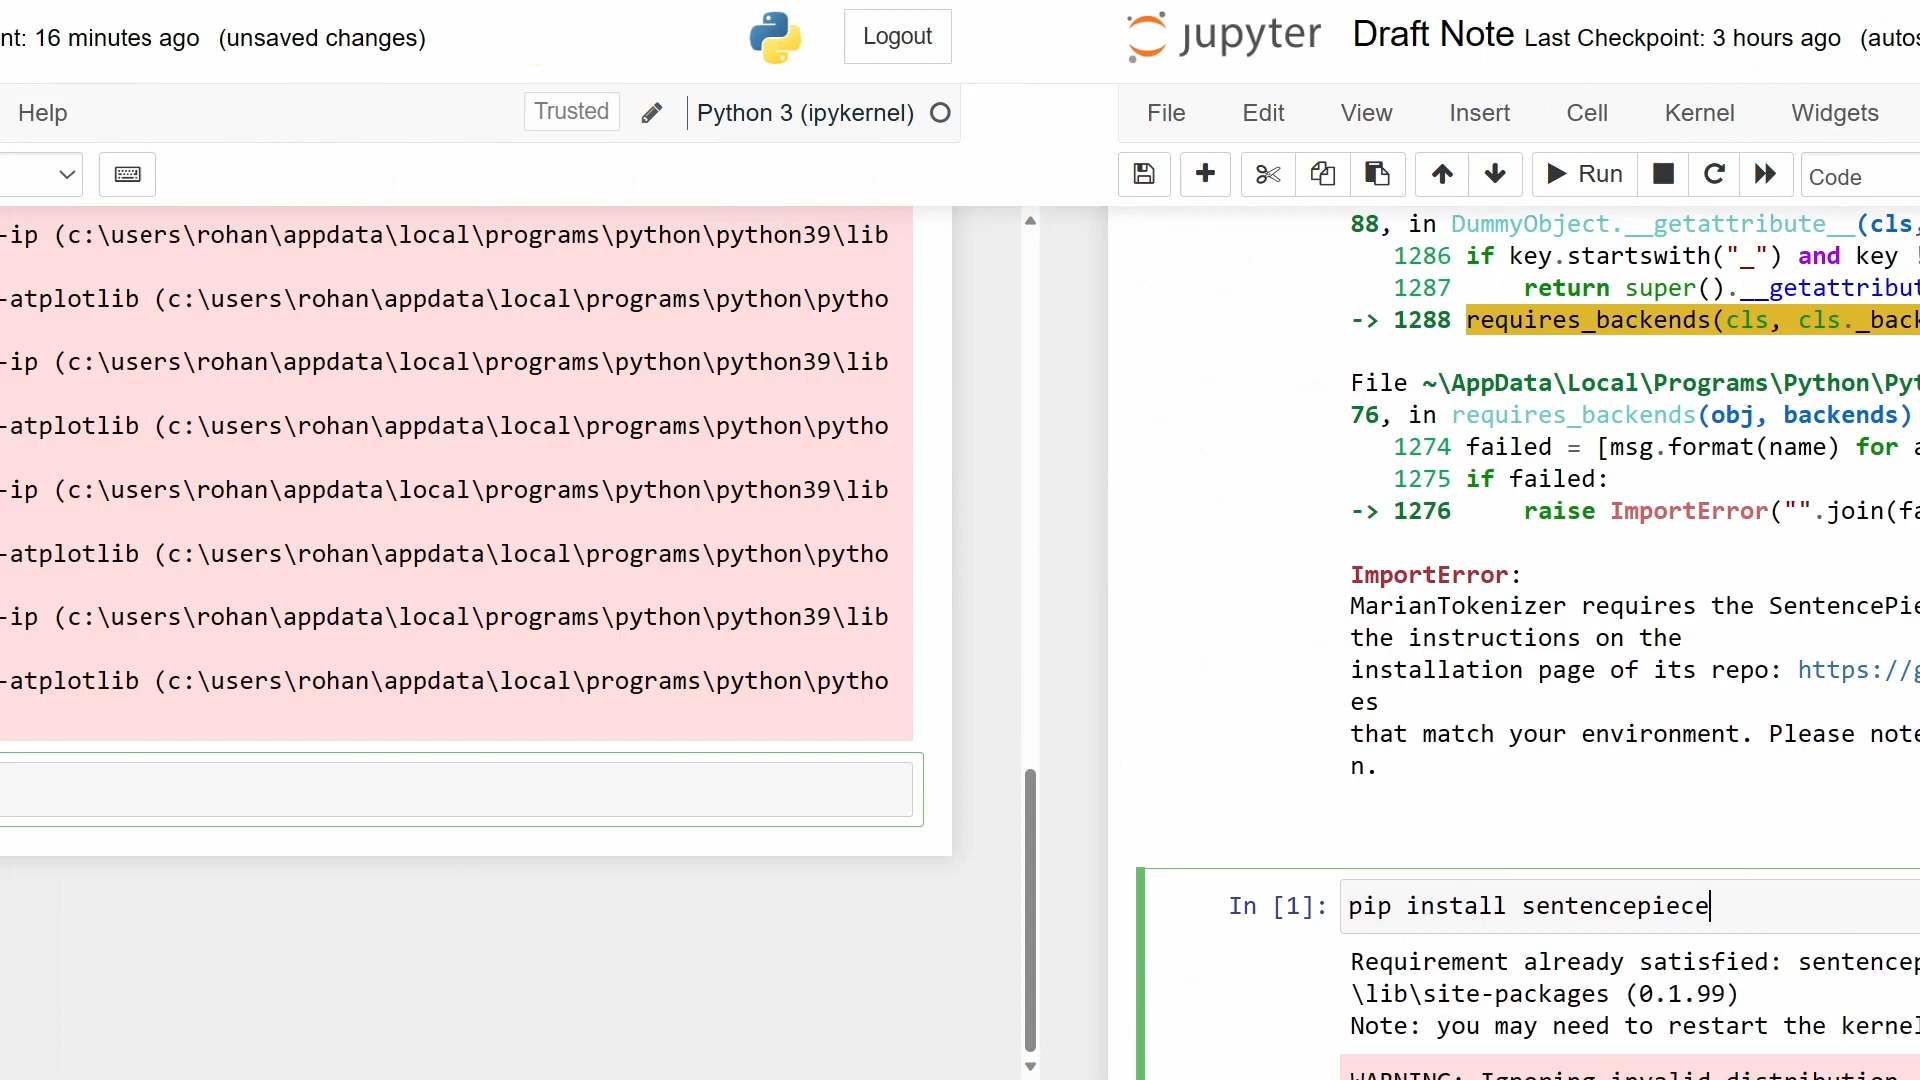 nt: 16 minutes ago (unsaved changes)
Logout
Help
Trusted
Python 3 (ipykernel)
-ip (c:\users\rohan\appdata\local\programs\python\python39\lib
-atplotlib (c:\users\rohan\appdata\local\programs\python\pytho
-ip (c:\users\rohan\appdata\local\programs\python\python39\lib
-atplotlib (c:\users\rohan\appdata\local\programs\python\pytho
-ip (c:\users\rohan\appdata\local\programs\python\python39\lib
-atplotlib (c:\users\rohan\appdata\local\programs\python\pytho
-ip (c:\users\rohan\appdata\local\programs\python\python39\lib
-atplotlib (c:\users\rohan\appdata\local\programs\python\pytho
jupyter Draft Note Last Checkpoint: 3 hours ago (autos
File Edit View Insert Cell Kernel Widgets
Run Code
88, in DummyObject.__getattribute__(cls,
1286 if key.startswith("_") and key !
1287 return super().__getattribut
-> 1288 requires_backends(cls, cls._back
File ~\AppData\Local\Programs\Python\Pyt
76, in requires_backends(obj, backends)
1274 failed = [msg.format(name) for a
1275 if failed:
-> 1276 raise ImportError("".join(fa
ImportError:
MarianTokenizer requires the SentencePie
the instructions on the
installation page of its repo: https://g
es
that match your environment. Please note
n.
In [1]: pip install sentencepiece
Requirement already satisfied: sentencep
\lib\site-packages (0.1.99)
Note: you may need to restart the kernel
WARNING: Ignoring invalid distribution